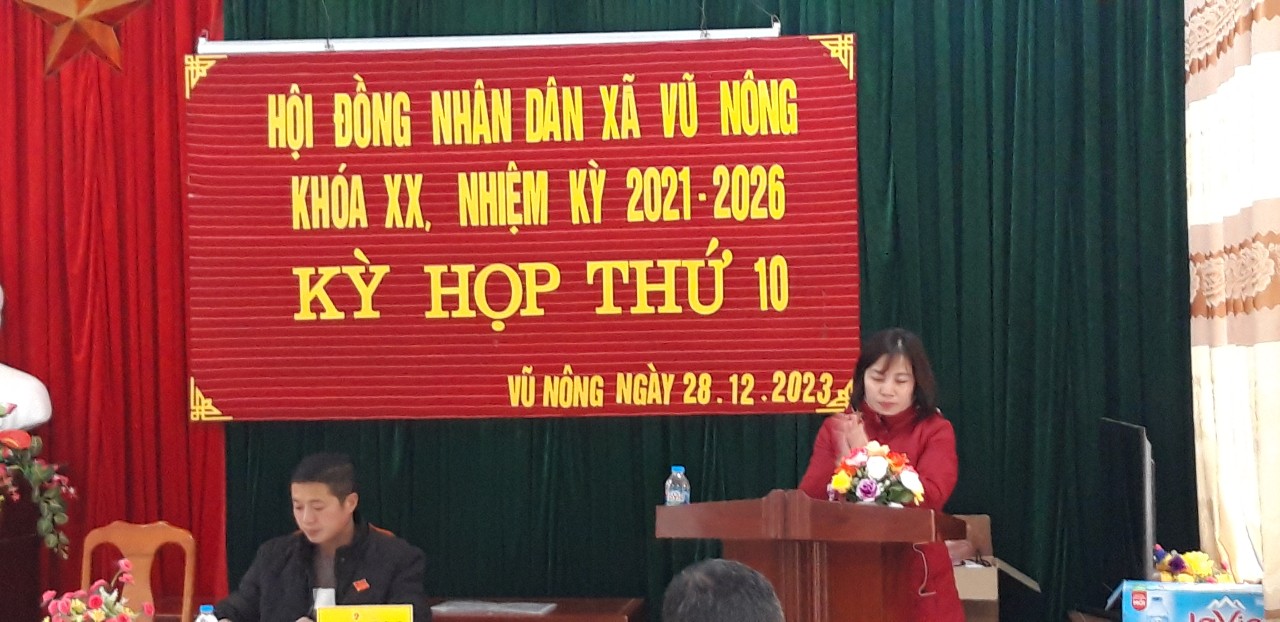 HỘI ĐỒNG NHÂN DÂN XÃ VŨ NÔNG
KHÓA XX, NHIỆM KỲ 2021-2026
KỲ HỌP THỨ 10
VŨ NÔNG NGÀY 28.12.2023
LaVie